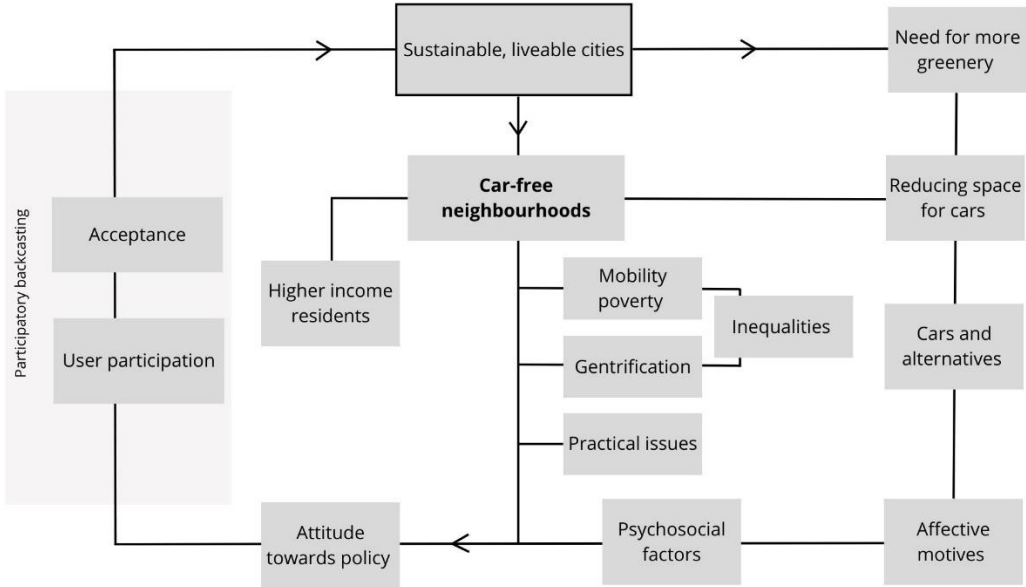 Sustainable, liveable cities
Need for more
greenery
Car-free
neighbourhoods
Reducing space
for cars
Participatory backcasting
Acceptance
Higher income
residents
Mobility
poverty
Inequalities
Cars and
alternatives
User participation
Gentrification
Practical issues
Attitude
towards policy
Psychosocial
factors
Affective
motives